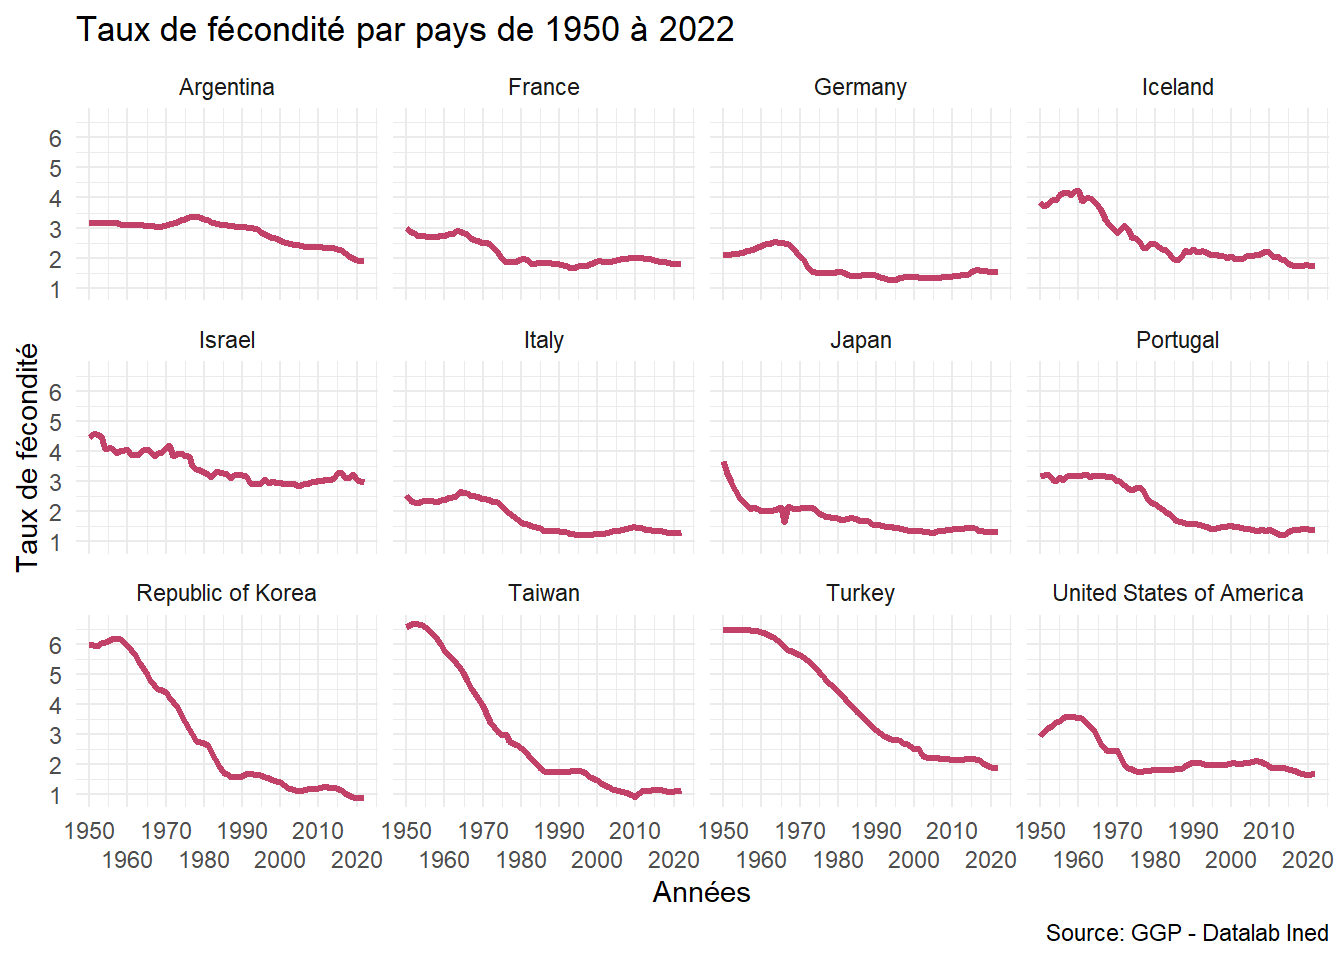 Taux de fécondité par pays de 1950 à 2022
Argentina France Germany Iceland
6
5
4
3
2
1
Israel Italy Japan Portugal
6
5
4
3
2
1
Republic of Korea Taiwan Turkey United States of America
6
5
4
3
2
1
Taux de fécondité
1950 1970 1990 2010 1950 1970 1990 2010 1950 1970 1990 2010 1950 1970 1990 2010
1960 1980 2000 2020 1960 1980 2000 2020 1960 1980 2000 2020 1960 1980 2000 2020
Années
Source: GGP - Datalab Ined